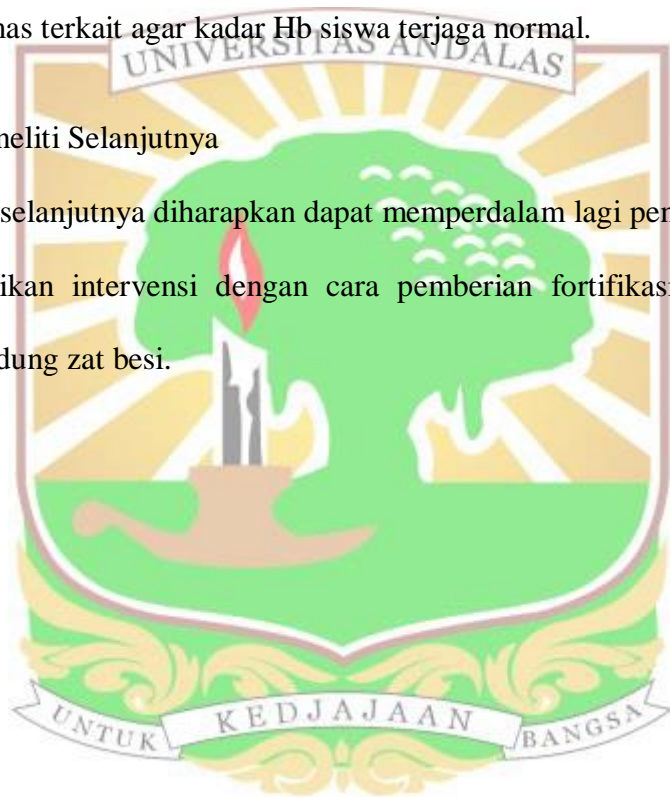 nas terkait agar kadar Hb siswa terjaga normal.
UNIVERSITAS ANDALAS
neliti Selanjutnya
selanjutnya diharapkan dapat memperdalam lagi pen
ikan intervensi dengan cara pemberian fortifikasi
dung zat besi.
UNTUK KEDJAJAAN BANGSA